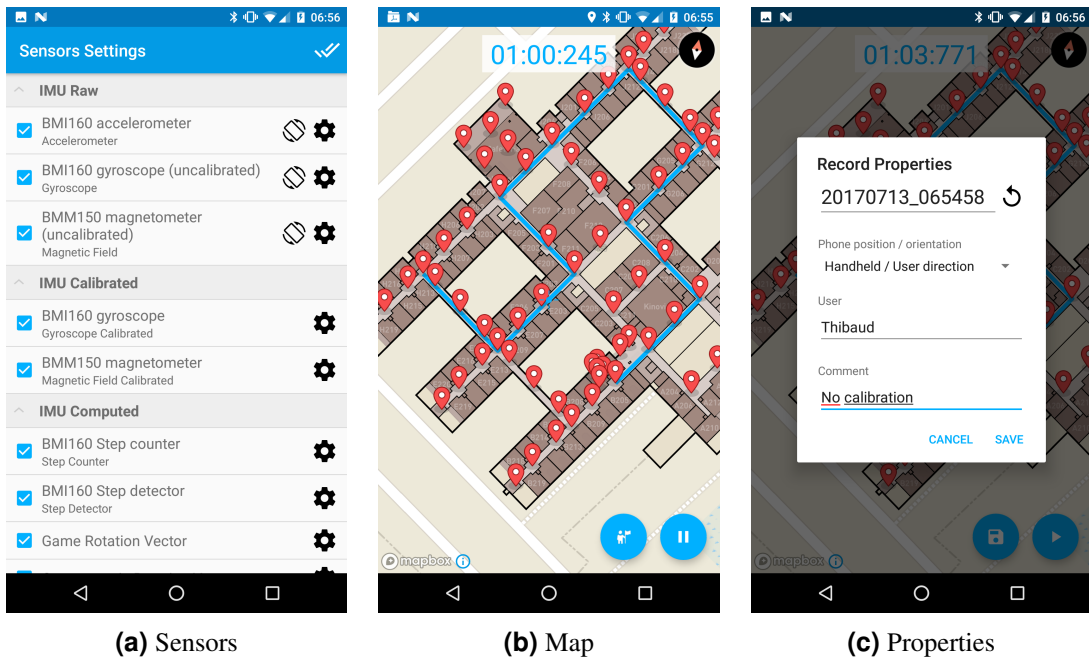 06:56
Sensors Settings
IMU Raw
BMI160 accelerometer
Accelerometer
BMI160 gyroscope (uncalibrated)
Gyroscope
BMM150 magnetometer
(uncalibrated)
Magnetic Field
IMU Calibrated
BMI160 gyroscope
Gyroscope Calibrated
BMM150 magnetometer
Magnetic Field Calibrated
IMU Computed
BMI160 Step counter
Step Counter
BMI160 Step detector
Step Detector
Game Rotation Vector
(a) Sensors
06:55
01:00:245
F208
F207
F210
mapbox
(b) Map
06:56
01:03:771
Record Properties
20170713_065458
Phone position / orientation
Handheld / User direction
User
Thibaud
Comment
No calibration
CANCEL SAVE
mapbox
(c) Properties